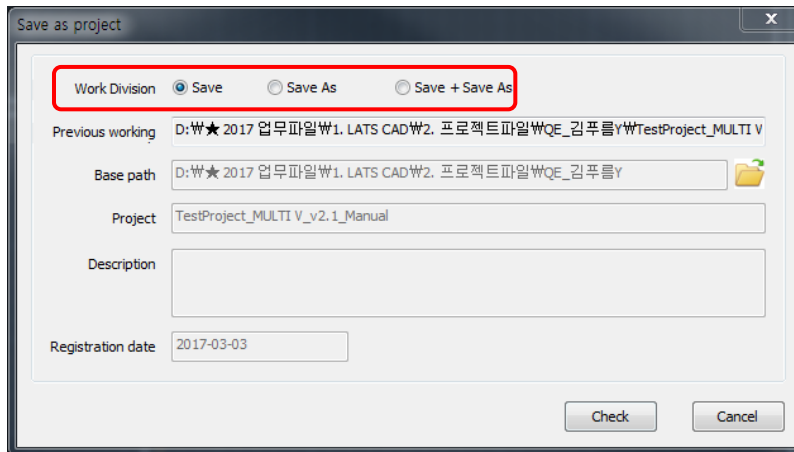 Save as project
x
Work Division Save Save As Save + Save As
Previous working D:₩★ 2017 업무파일₩1. LATS CAD₩2. 프로젝트파일₩QE_김푸름Y₩TestProject_MULTI V
Base path D:₩★ 2017 업무파일₩1. LATS CAD₩2. 프로젝트파일₩QE_김푸름Y
Project TestProject_MULTI V_v2.1_Manual
Description
Registration date 2017-03-03
Check Cancel